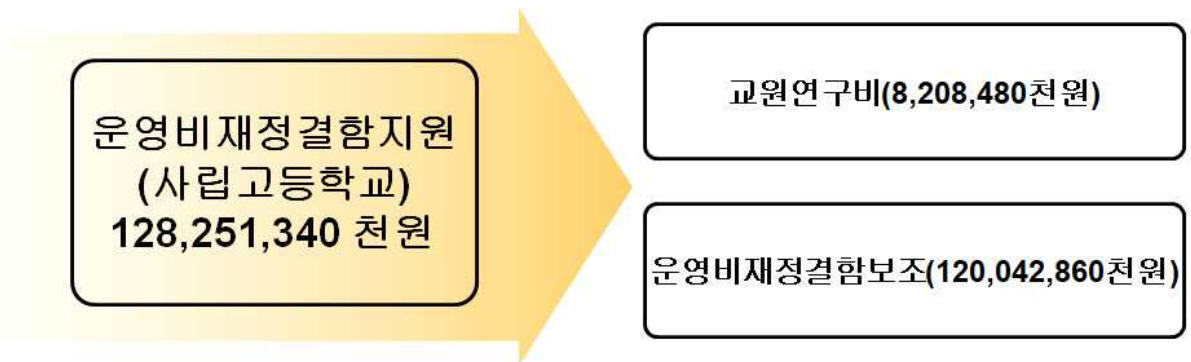 운영비재정결함지원
(사립고등학교)
128,251,340 천원
교원연구비(8,208,480천원)
운영비재정결함보조(120,042,860천원)